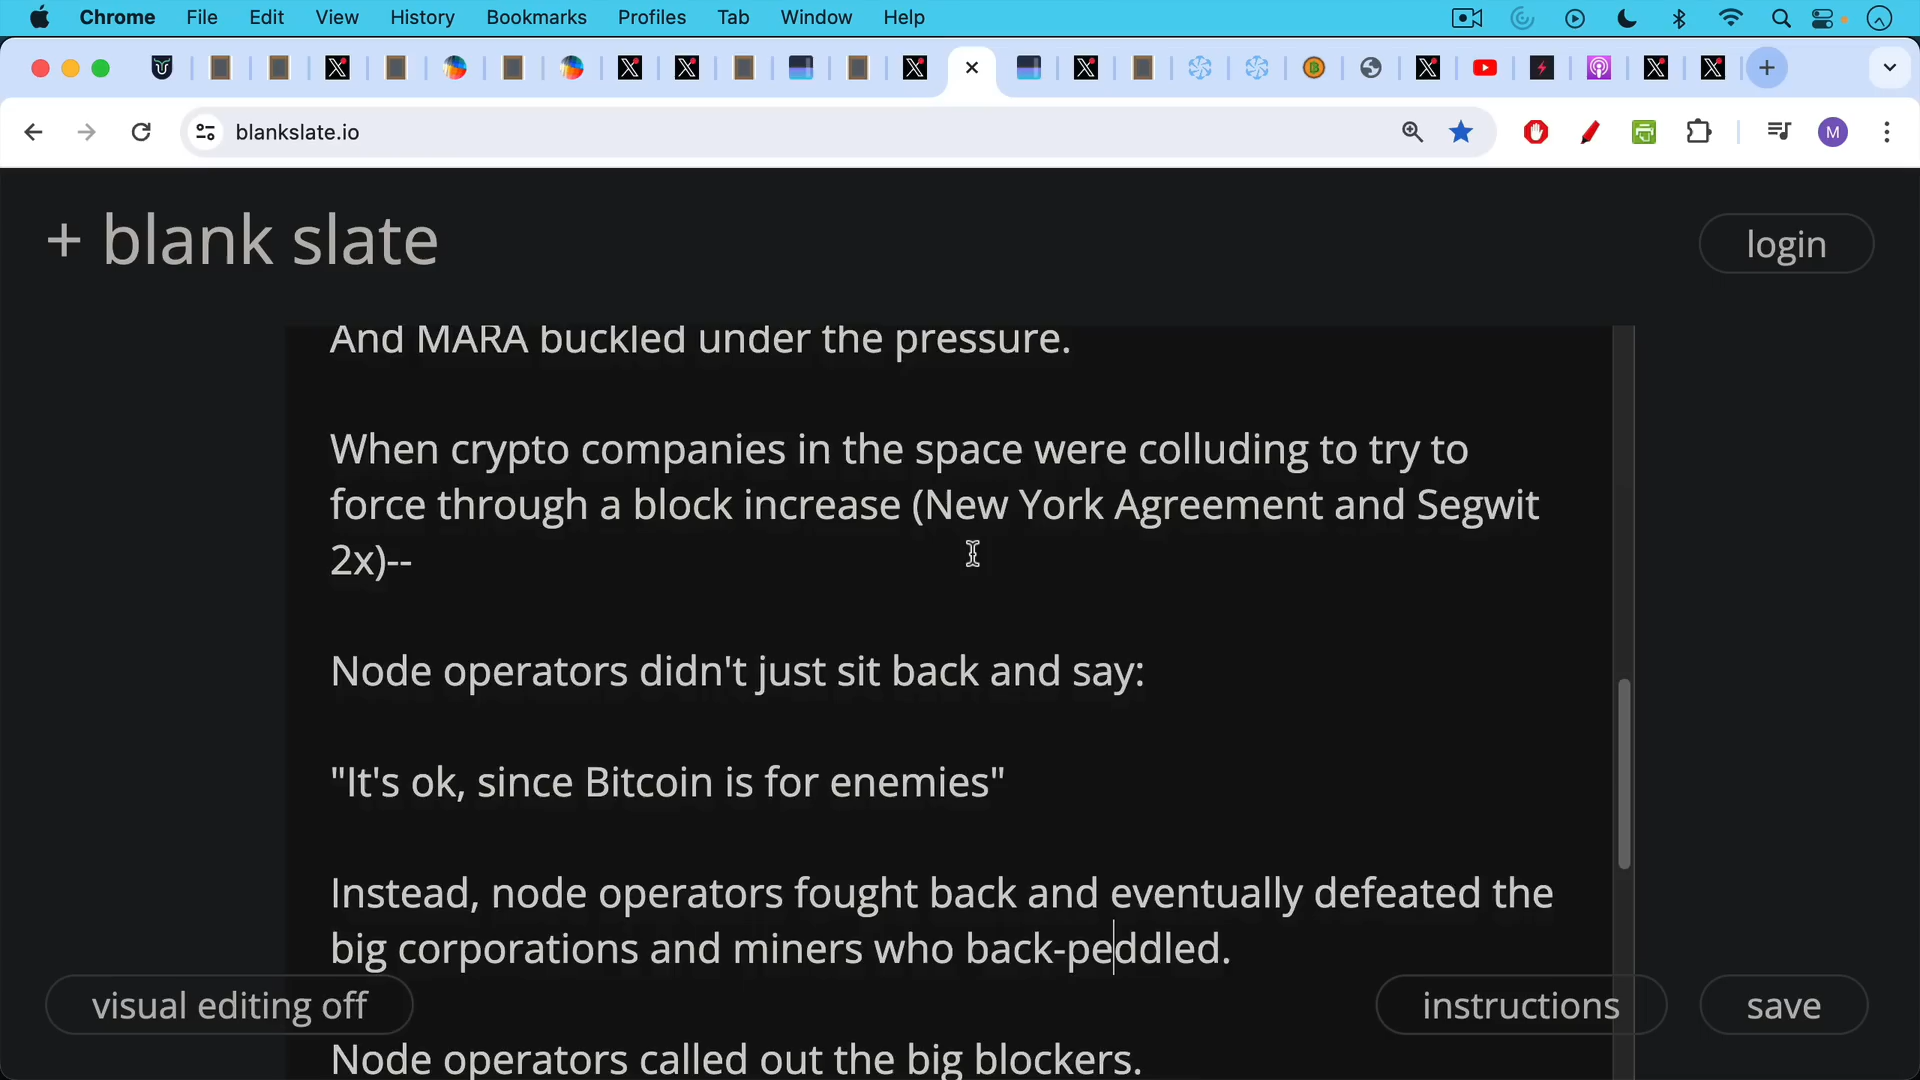 Chrome File Edit View History Bookmarks Profiles Tab Window Help
blankslate.io
M
+ blank slate
login
And MARA buckled under the pressure.
When crypto companies in the space were colluding to try to
force through a block increase (New York Agreement and Segwit
2x)--
Node operators didn't just sit back and say:
"It's ok, since Bitcoin is for enemies"
Instead, node operators fought back and eventually defeated the
big corporations and miners who back-peddled.
visual editing off
instructions
save
Node operators called out the big blockers.